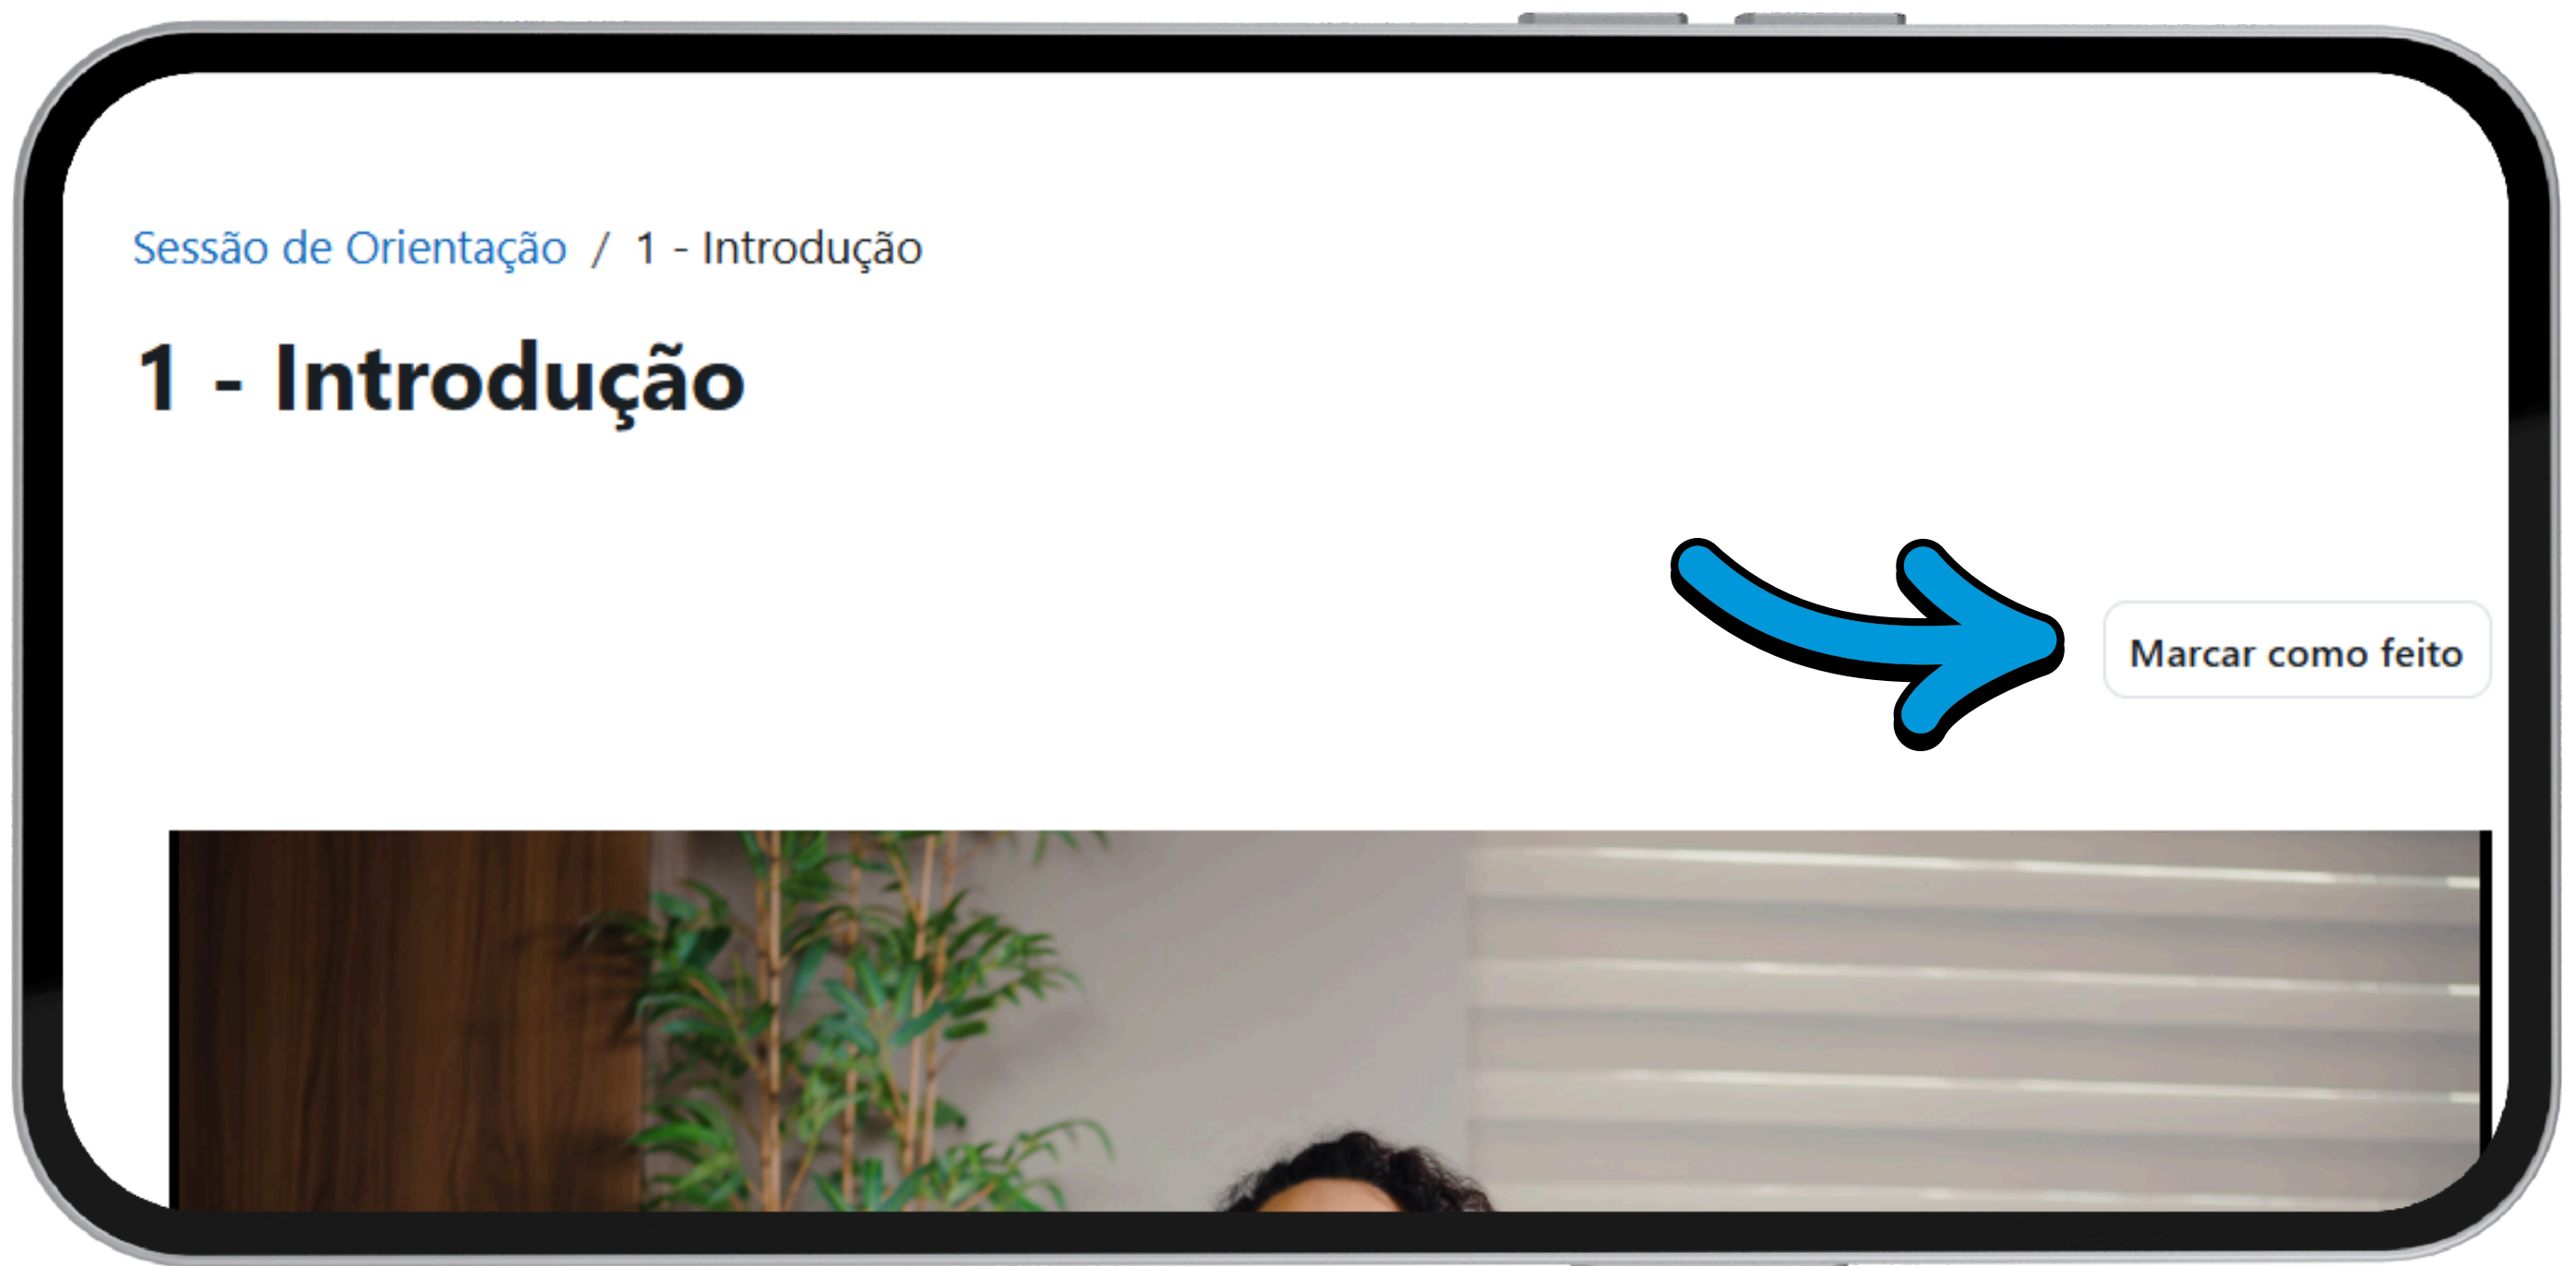 Sessão de Orientação / 1 - Introdução
1 - Introdução
Marcar como feito